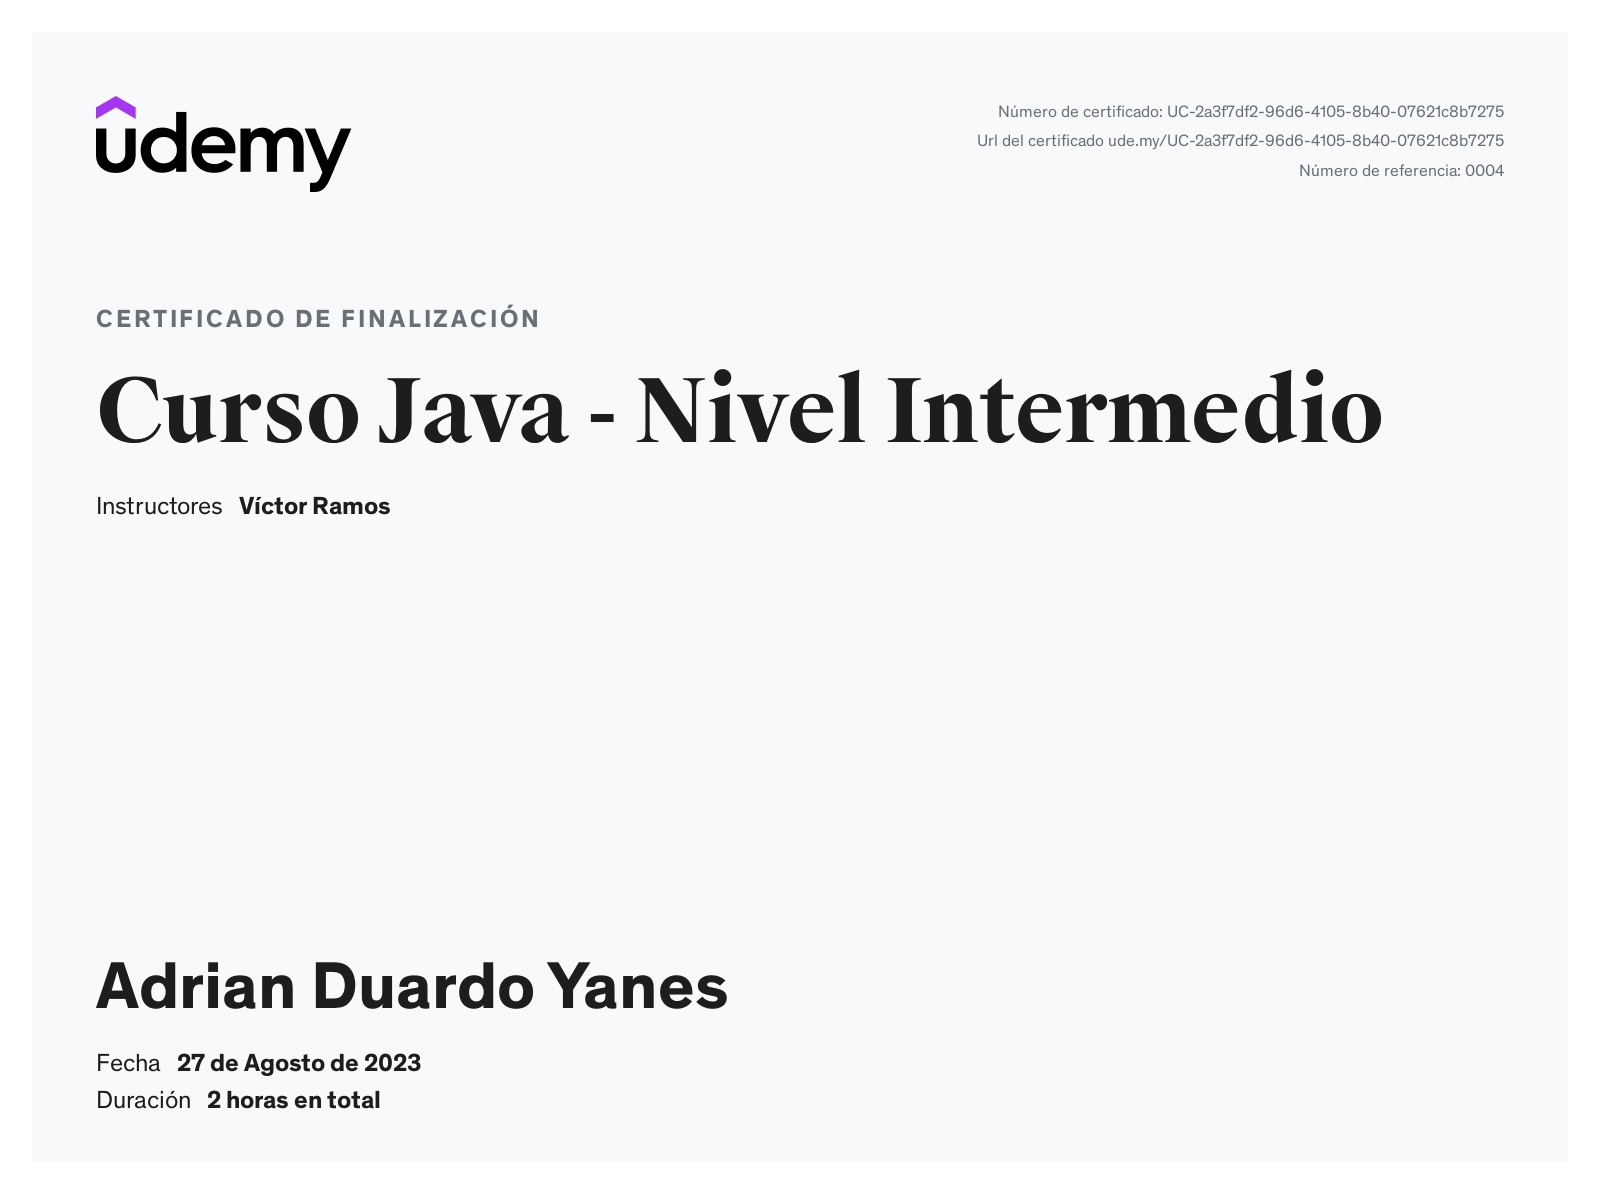 udemy
Número de certificado: UC-2a3f7df2-96d6-4105-8b40-07621c8b7275
Url del certificado ude.my/UC-2a3f7df2-96d6-4105-8b40-07621c8b7275
Número de referencia: 0004
CERTIFICADO DE FINALIZACIÓN
Curso Java - Nivel Intermedio
Instructores Víctor Ramos
Adrian Duardo Yanes
Fecha 27 de Agosto de 2023
Duración 2 horas en total